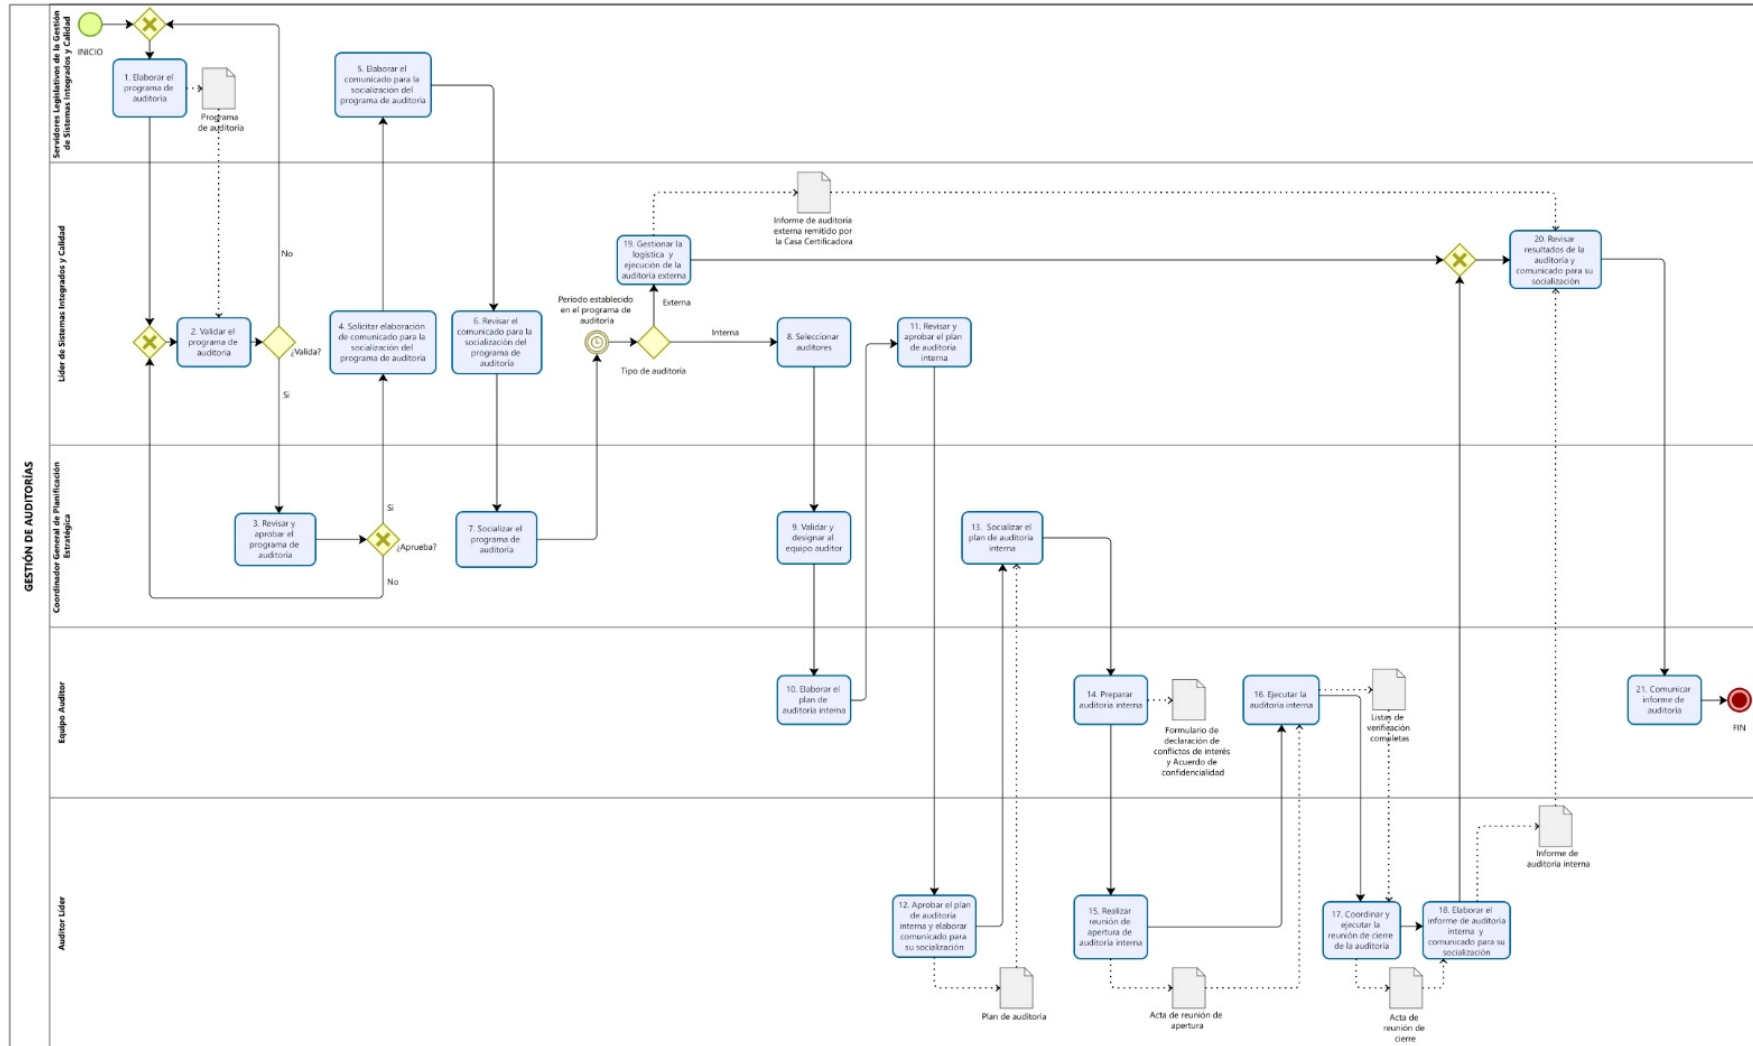 GESTIÓN DE AUDITORÍAS
Servidores Legislativos de la Gestión
de Sistemas Integrados y Calidad
INICIO
1. Elaborar el
programa de
auditoría
Programa
de auditoría
5. Elaborar el
comunicado para la
socialización del
programa de auditoría
Líder de Sistemas Integrados y Calidad
No
2. Validar el
programa de
auditoría
¿Valida?
Si
4. Solicitar elaboración
de comunicado para la
socialización del
programa de auditoría
6. Revisar el
comunicado para la
socialización del
programa de
auditoría
Periodo establecido
en el programa de
auditoría
19. Gestionar la
logística y
ejecución de la
auditoría externa
Externa
Interna
Tipo de auditoría
Informe de auditoría
externa remitido por
la Casa Certificadora
8. Seleccionar
auditores
11. Revisar y
aprobar el plan
de auditoría
interna
20. Revisar
resultados de la
auditoría y
comunicado para su
socialización
Coordinador General de Planificación
Estratégica
3. Revisar y
aprobar el
programa de
auditoría
Si
¿Aprueba?
No
7. Socializar el
programa de
auditoría
9. Validar y
designar al
equipo auditor
13. Socializar el
plan de auditoría
interna
Equipo Auditor
10. Elaborar el
plan de
auditoría interna
14. Preparar
auditoría interna
Formulario de
declaración de
conflictos de interés
y Acuerdo de
confidencialidad
16. Ejecutar la
auditoría interna
Listas de
verificación
completas
21. Comunicar
informe de
auditoría
FIN
Auditor Líder
12. Aprobar el plan
de auditoría
interna y elaborar
comunicado para
su socialización
Plan de auditoría
15. Realizar
reunión de
apertura de
auditoría interna
Acta de reunión de
apertura
17. Coordinar y
ejecutar la
reunión de cierre
de la auditoría
Acta de
reunión de
cierre
18. Elaborar el
informe de auditoría
interna y
comunicado para su
socialización
Informe de
auditoría interna